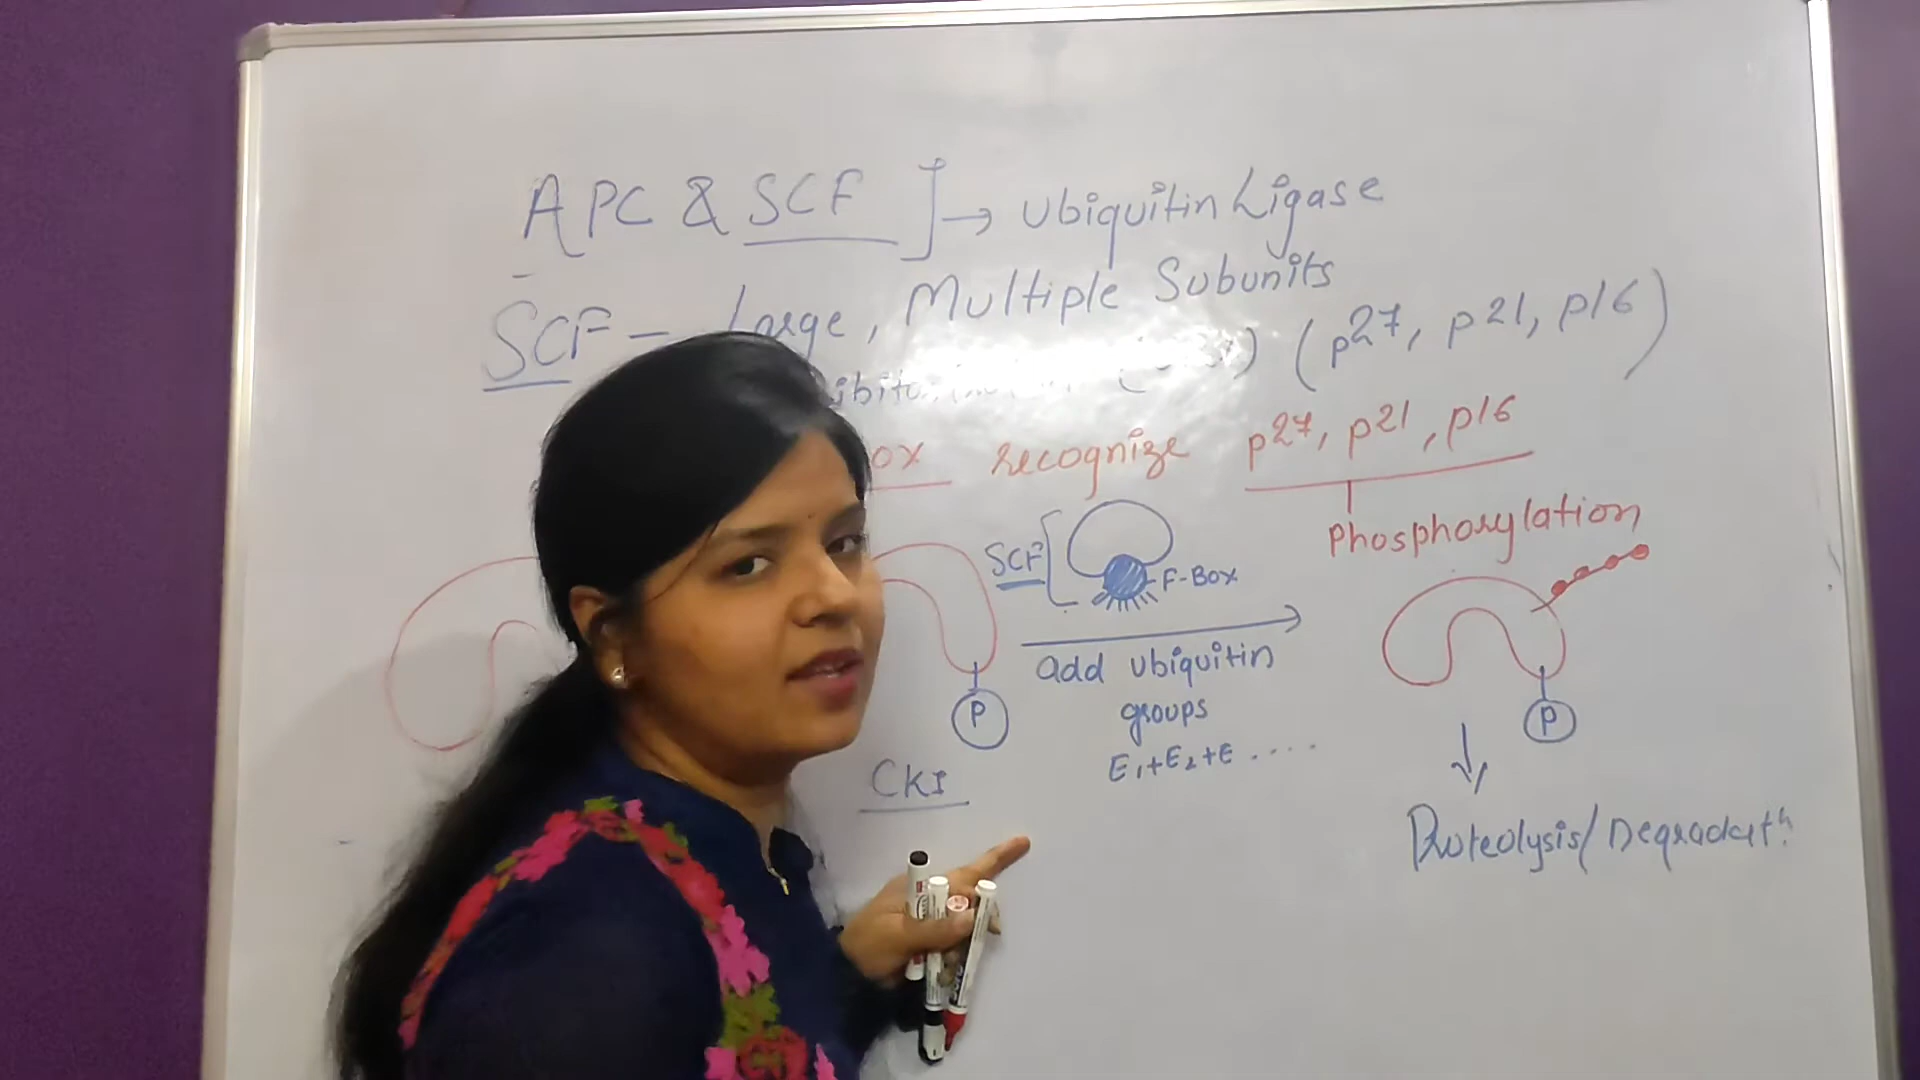 APC & SCF ] → Ubiquitin Ligase
SCF – Large, Multiple Subunits
(p27, p21, p16)
recognize p27, p21, p16
Phosphorylation
SCF
F-Box
add ubiquitin
groups
E1+E2+E ....
P
P
CKI
Proteolysis/Degradatn